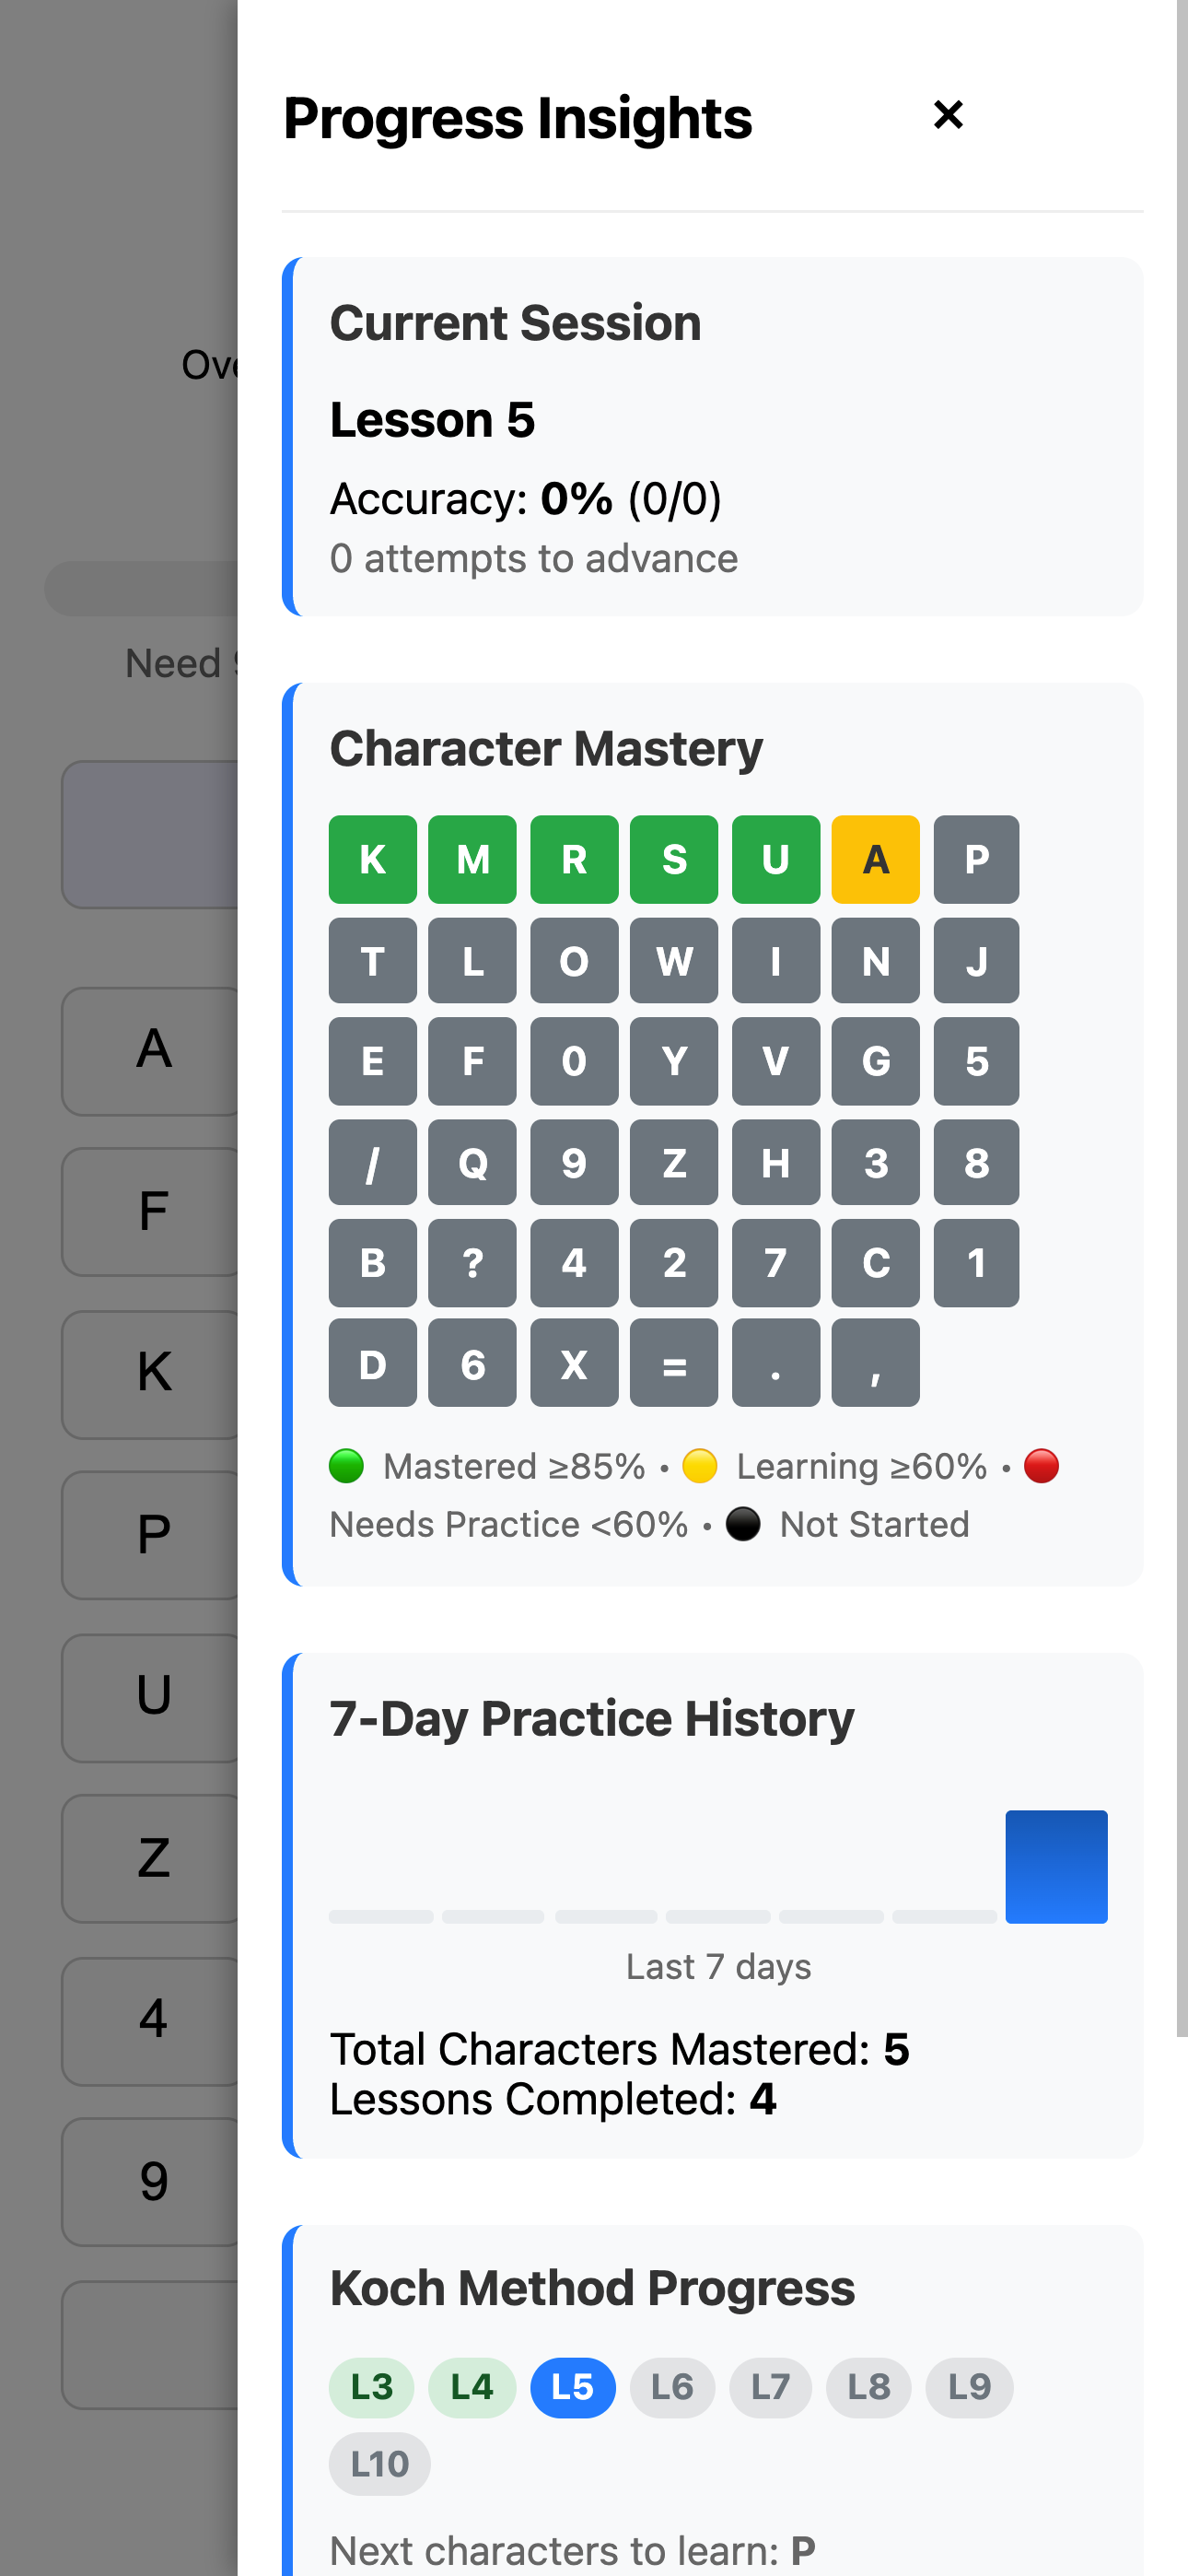 Progress Insights ✕
Current Session
Lesson 5
Accuracy: 0% (0/0)
0 attempts to advance
Character Mastery
K M R S U A P
T L O W I N J
E F 0 Y V G 5
/ Q 9 Z H 3 8
B ? 4 2 7 C 1
D 6 X = . ,
Mastered ≥85% • Learning ≥60% •
Needs Practice <60% • Not Started
7-Day Practice History
Last 7 days
Total Characters Mastered: 5
Lessons Completed: 4
Koch Method Progress
L3 L4 L5 L6 L7 L8 L9
L10
Next characters to learn: P
Need
A
F
K
P
U
Z
4
9